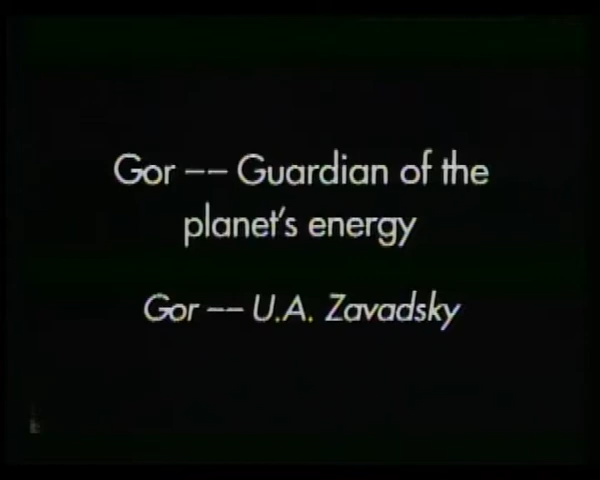 Gor –– Guardian of the
planet's energy
Gor –– U.A. Zavadsky